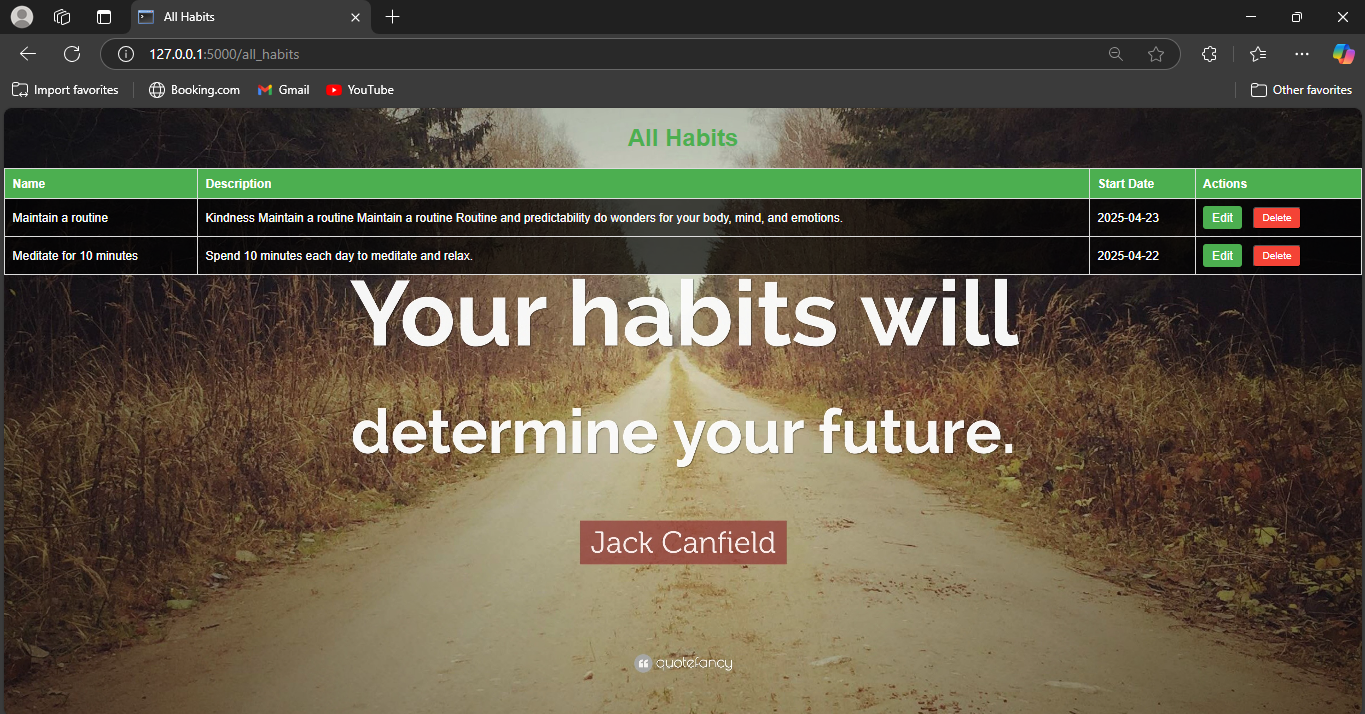 All Habits
127.0.0.1:5000/all_habits
Import favorites Booking.com Gmail YouTube Other favorites
All Habits
Name Description Start Date Actions
Maintain a routine Kindness Maintain a routine Maintain a routine Routine and predictability do wonders for your body, mind, and emotions. 2025-04-23 Edit Delete
Meditate for 10 minutes Spend 10 minutes each day to meditate and relax. 2025-04-22 Edit Delete
Your habits will
determine your future.
Jack Canfield
quotefancy